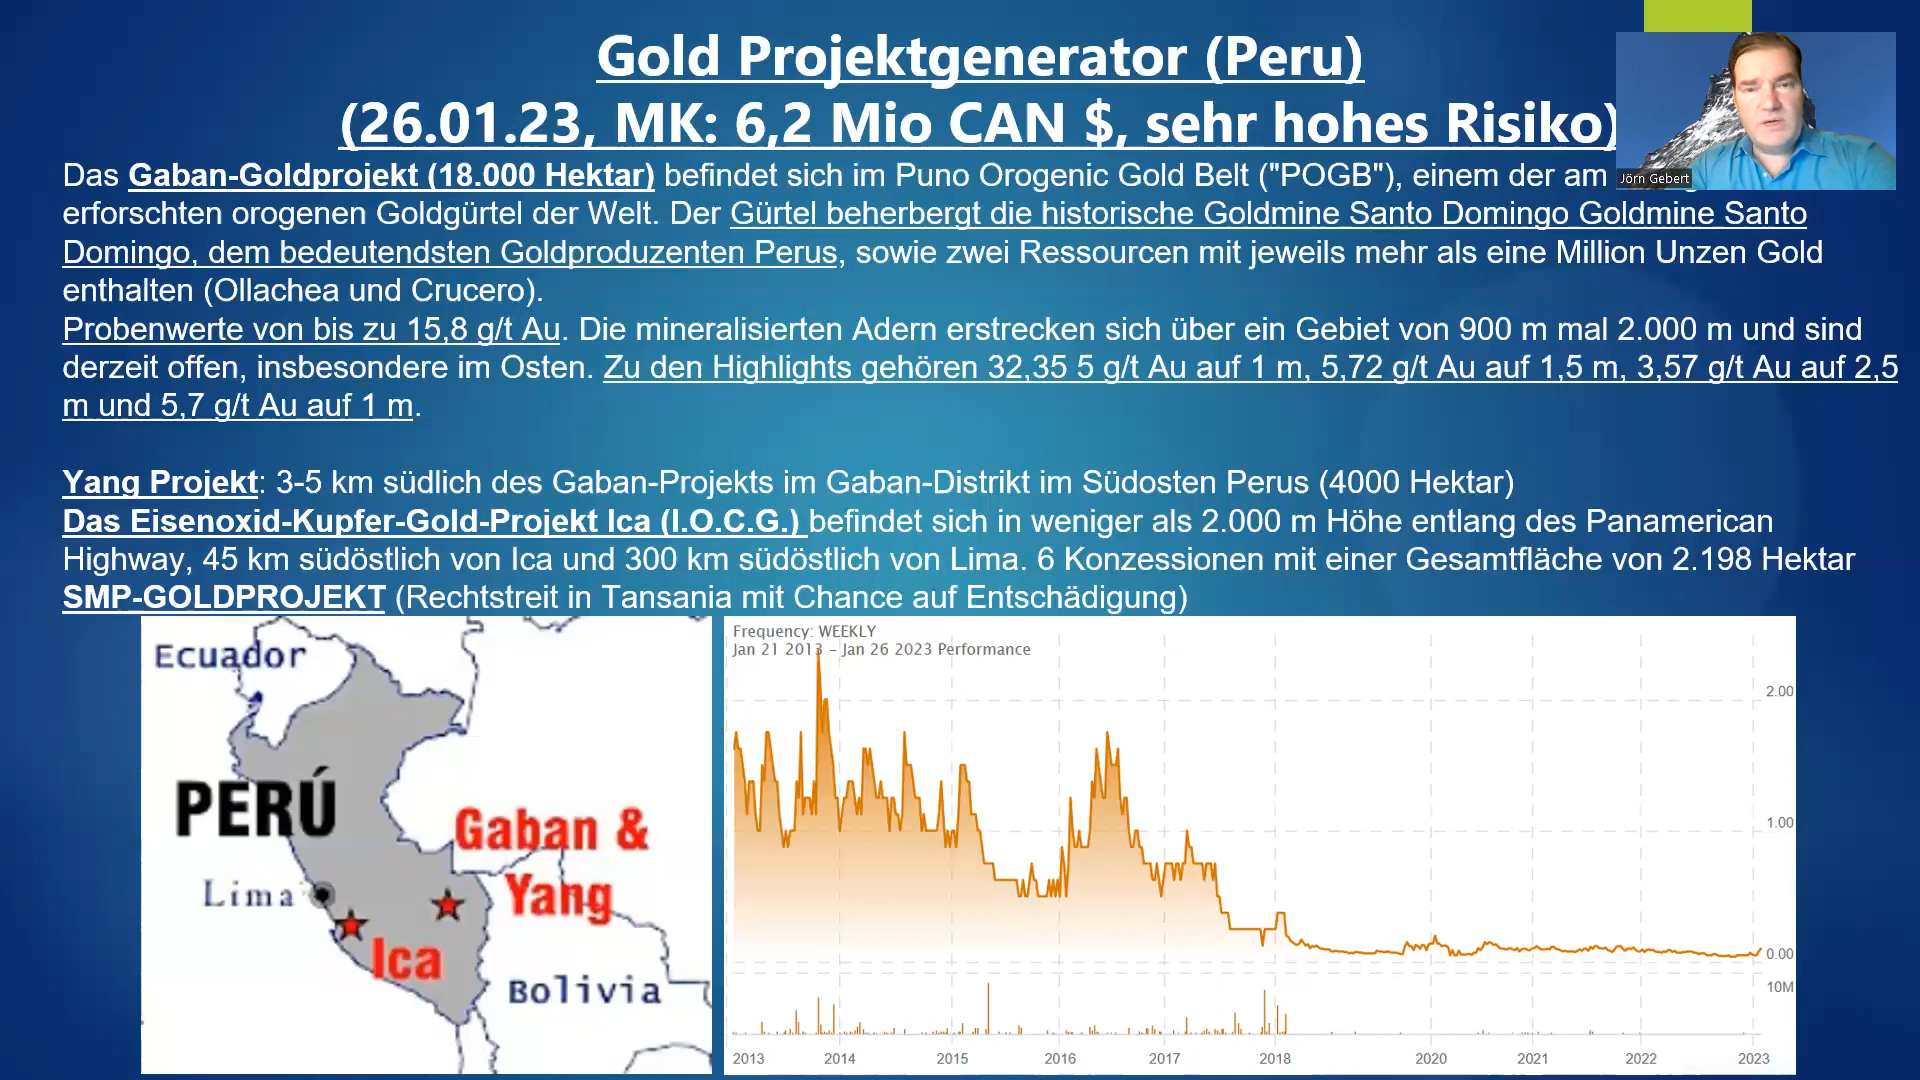 Gold Projektgenerator (Peru)
(26.01.23, MK: 6,2 Mio CAN $, sehr hohes Risiko)
Jörn Gebert
Das Gaban-Goldprojekt (18.000 Hektar) befindet sich im Puno Orogenic Gold Belt ("POGB"), einem der am
erforschten orogenen Goldgürtel der Welt. Der Gürtel beherbergt die historische Goldmine Santo Domingo Goldmine Santo
Domingo, dem bedeutendsten Goldproduzenten Perus, sowie zwei Ressourcen mit jeweils mehr als eine Million Unzen Gold
enthalten (Ollachea und Crucero).
Probenwerte von bis zu 15,8 g/t Au. Die mineralisierten Adern erstrecken sich über ein Gebiet von 900 m mal 2.000 m und sind
derzeit offen, insbesondere im Osten. Zu den Highlights gehören 32,35 5 g/t Au auf 1 m, 5,72 g/t Au auf 1,5 m, 3,57 g/t Au auf 2,5
m und 5,7 g/t Au auf 1 m.
Yang Projekt: 3-5 km südlich des Gaban-Projekts im Gaban-Distrikt im Südosten Perus (4000 Hektar)
Das Eisenoxid-Kupfer-Gold-Projekt Ica (I.O.C.G.) befindet sich in weniger als 2.000 m Höhe entlang des Panamerican
Highway, 45 km südöstlich von Ica und 300 km südöstlich von Lima. 6 Konzessionen mit einer Gesamtfläche von 2.198 Hektar
SMP-GOLDPROJEKT (Rechtstreit in Tansania mit Chance auf Entschädigung)
Ecuador
PERÚ
Gaban &
Yang
Lima
Ica
Bolivia
Frequency: WEEKLY
Jan 21 2013 - Jan 26 2023 Performance
2.00
1.00
0.00
10M
2013 2014 2015 2016 2017 2018 2020 2021 2022 2023